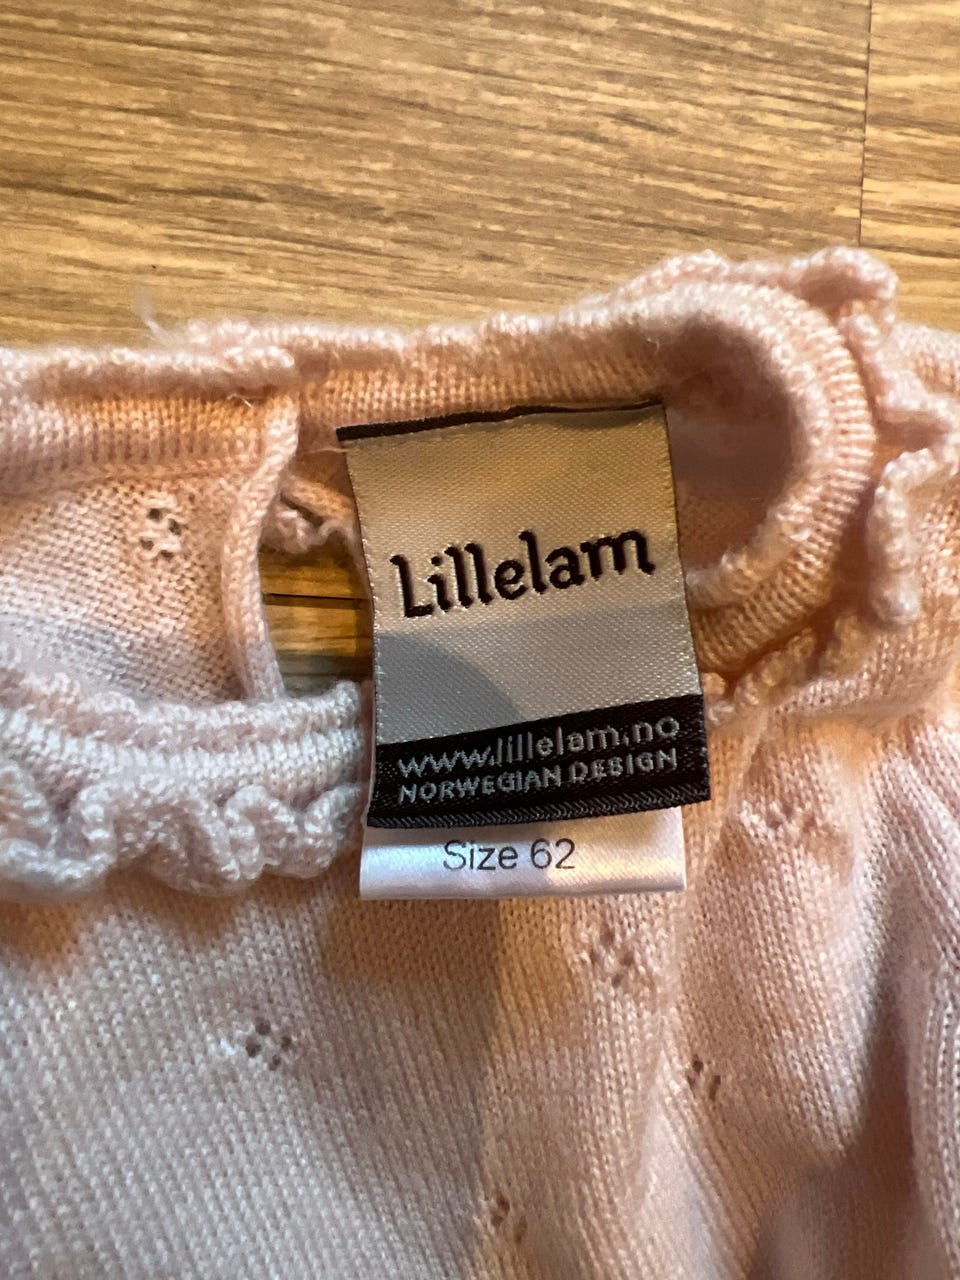 Lillelam
www.lillelam.no
NORWEGIAN DESIGN
Size 62